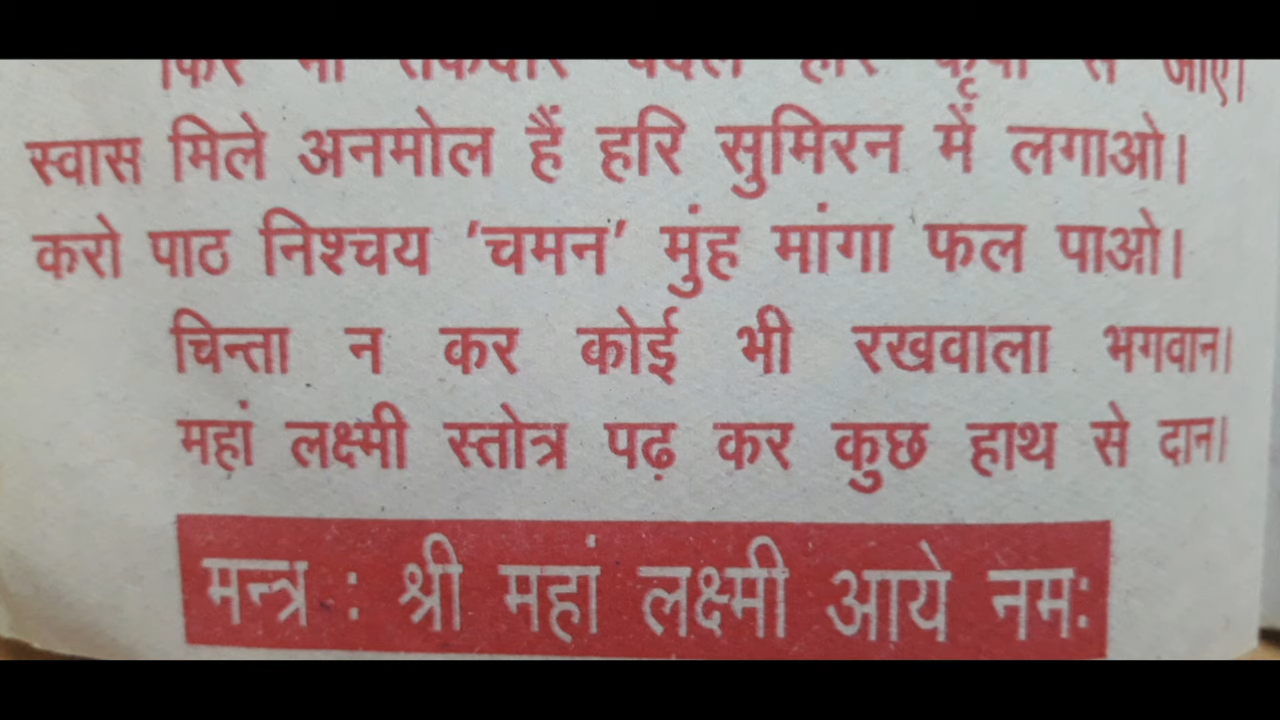 स्वास मिले अनमोल हैं हरि सुमिरन में लगाओ।
करो पाठ निश्चय 'चमन' मुंह मांगा फल पाओ।
चिन्ता न कर कोई भी रखवाला भगवान।
महां लक्ष्मी स्तोत्र पढ़ कर कुछ हाथ से दान।
मन्त्र : श्री महां लक्ष्मी आये नमः